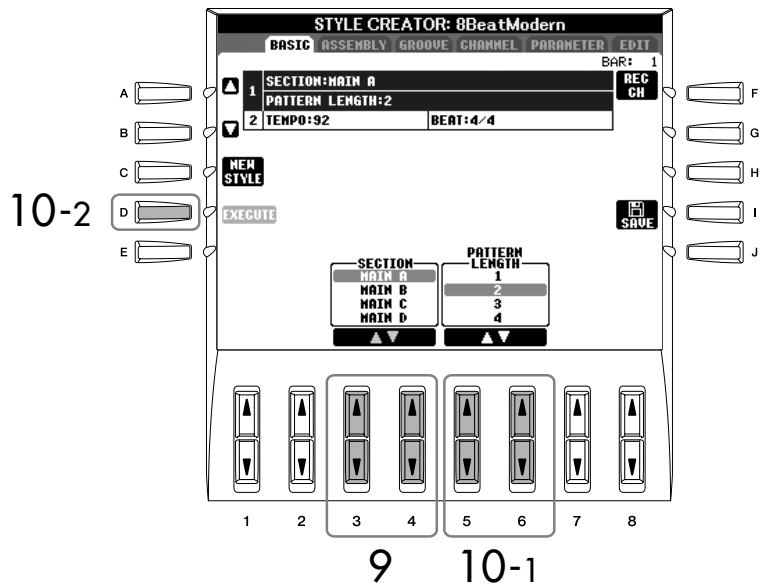 STYLE CREATOR: 8BeatModern
BASIC ASSEMBLY GROOVE CHANNEL PARAMETER EDIT
BAR: 1
1 SECTION:MAIN A
PATTERN LENGTH:2
2 TEMPO:92 BEAT:4/4
REC CH
A
B
C
D
E
F
G
H
I
J
NEW STYLE
EXECUTE
SAVE
10-2
SECTION
MAIN A
MAIN B
MAIN C
MAIN D
PATTERN LENGTH
1
2
3
4
1 2 3 4 5 6 7 8
9 10-1